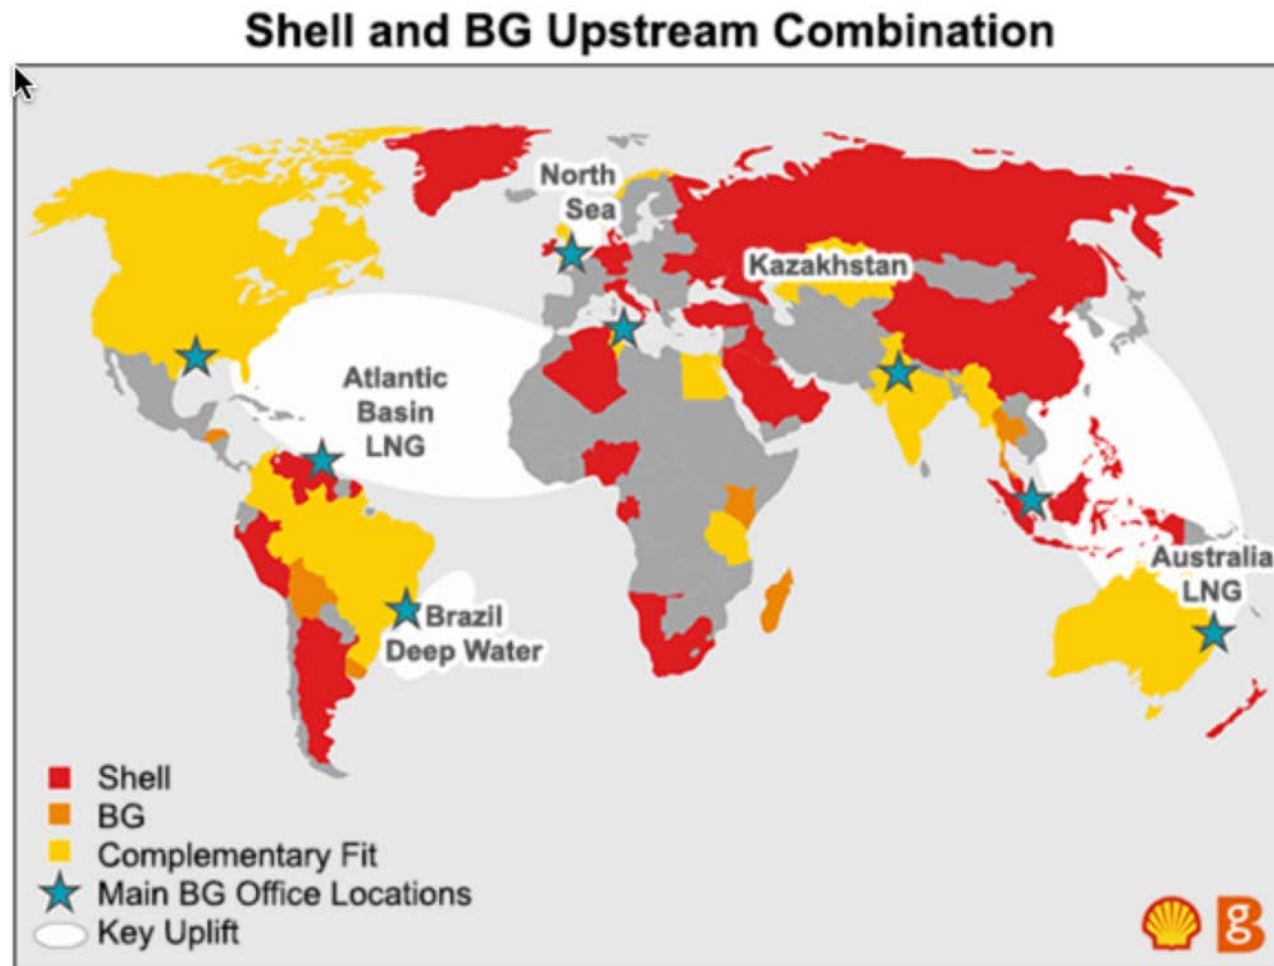 Shell and BG Upstream Combination
North
Sea
Kazakhstan
Atlantic
Basin
LNG
Australia
LNG
Brazil
Deep Water
Shell
BG
Complementary Fit
Main BG Office Locations
Key Uplift
BG